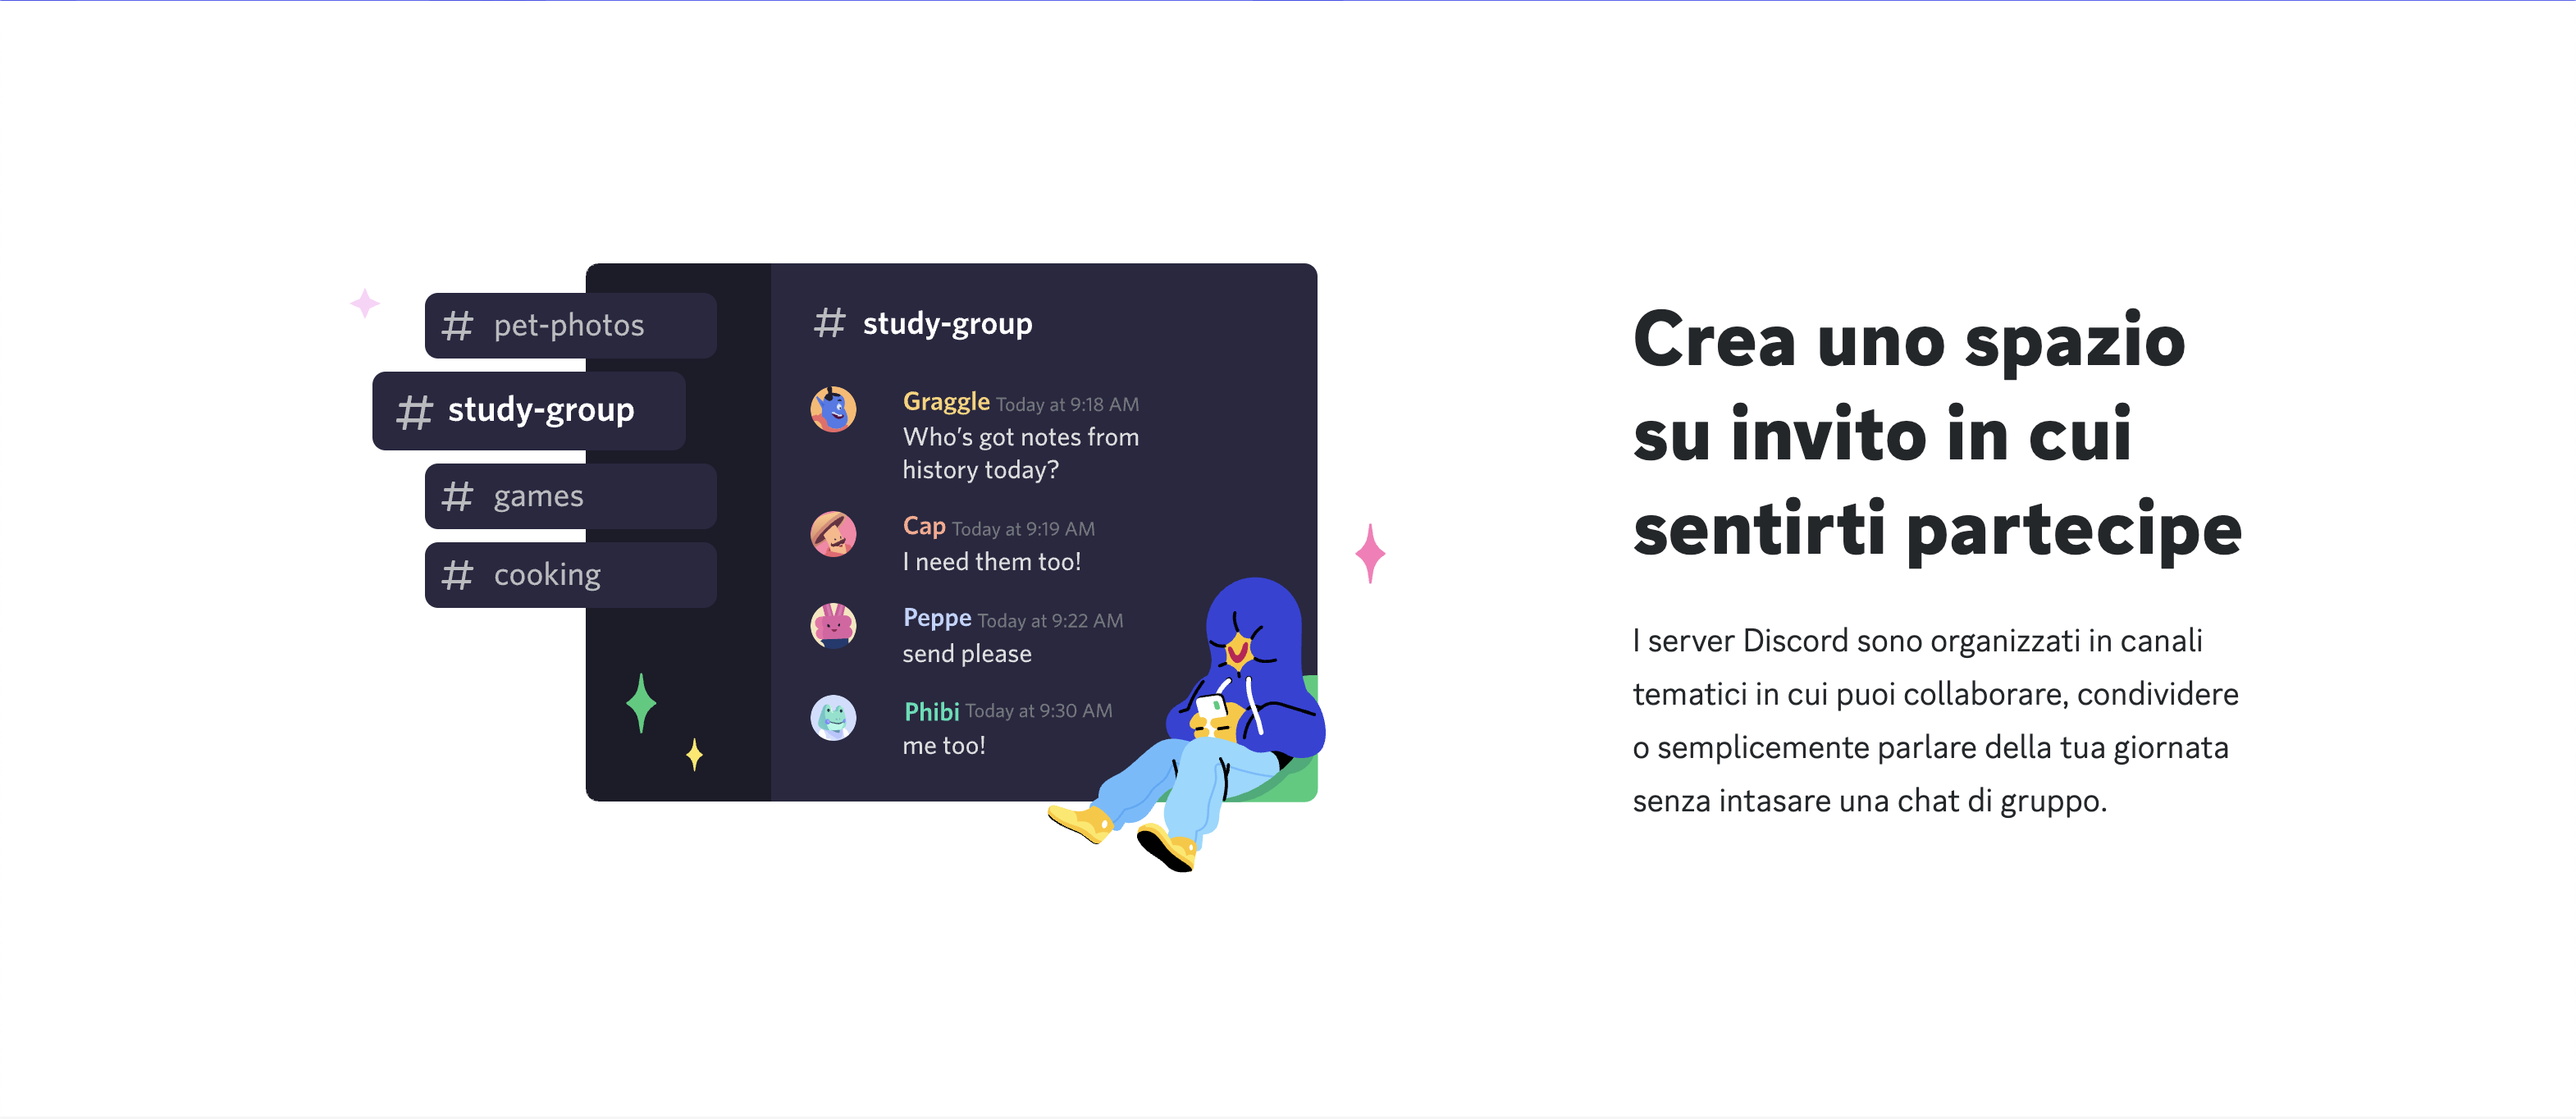 # pet-photos
# study-group
# games
# cooking
# study-group
Graggle Today at 9:18 AM
Who's got notes from
history today?
Cap Today at 9:19 AM
I need them too!
Peppe Today at 9:22 AM
send please
Phibi Today at 9:30 AM
me too!
Crea uno spazio
su invito in cui
sentirti partecipe
I server Discord sono organizzati in canali
tematici in cui puoi collaborare, condividere
o semplicemente parlare della tua giornata
senza intasare una chat di gruppo.